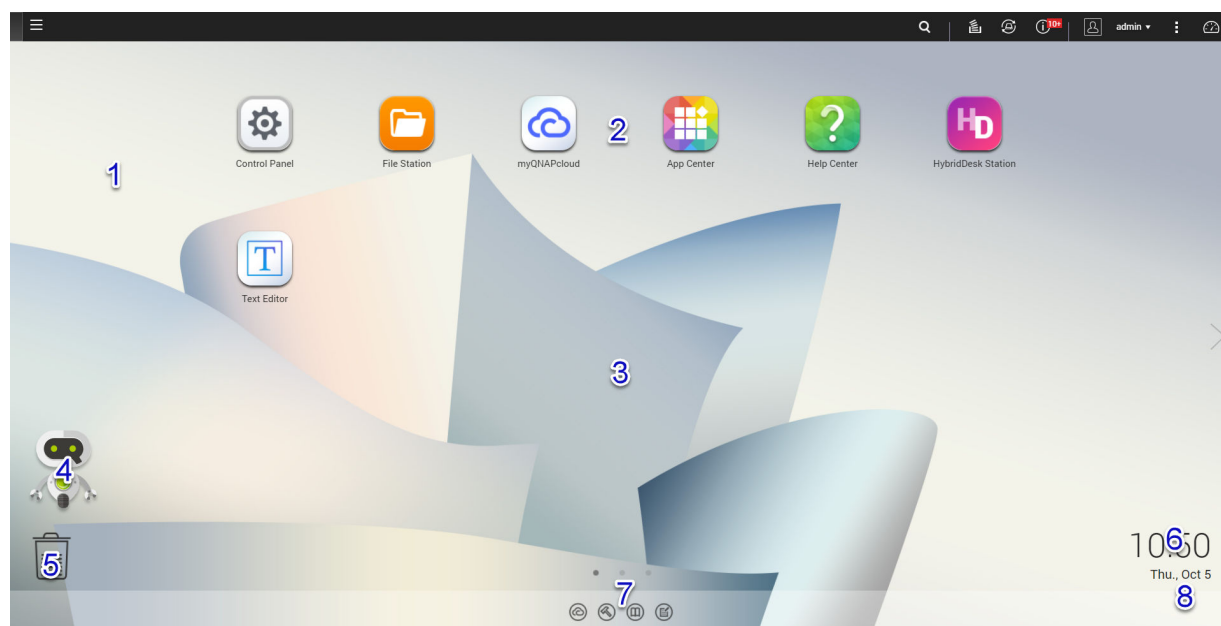 10+
admin
Control Panel
File Station
myQNAPcloud
2
App Center
Help Center
HybridDesk Station
1
Text Editor
3
4
5
10:50
6
Thu., Oct 5
7
8